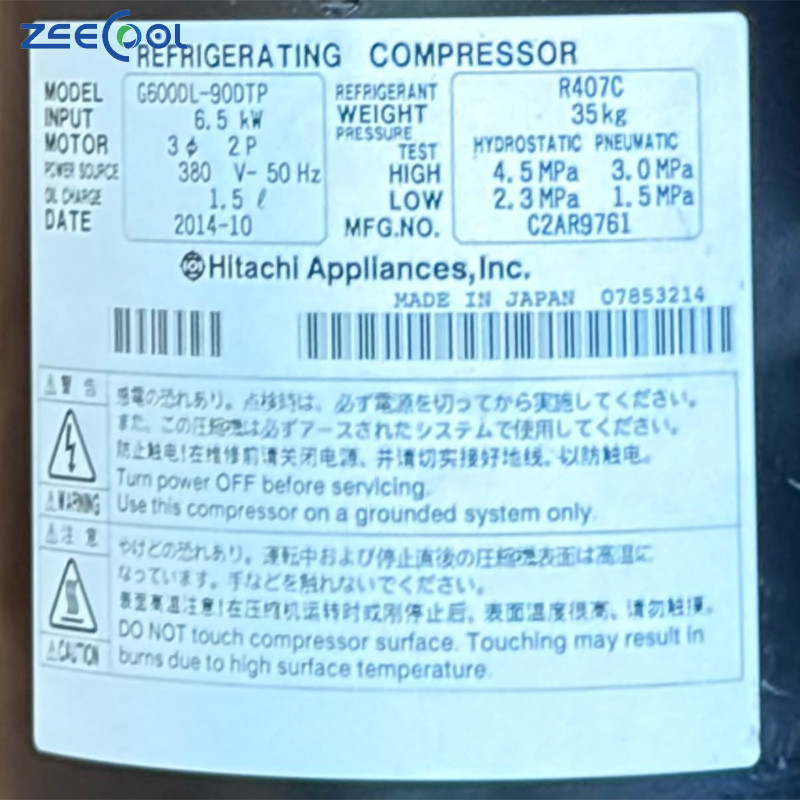 ZEECOOL
REFRIGERATING COMPRESSOR
MODEL G600DL-90DTP REFRIGERANT R407C
INPUT 6.5 kW WEIGHT 35kg
MOTOR 3φ 2P PRESSURE TEST HYDROSTATIC PNEUMATIC
POWER SOURCE 380 V- 50 Hz HIGH 4.5MPa 3.0MPa
OIL CHARGE 1.5 ℓ LOW 2.3MPa 1.5MPa
DATE 2014-10 MFG.NO. C2AR9761
Hitachi Appliances,Inc.
MADE IN JAPAN 07853214
⚠警告
感電の恐れあり。点検時は、必ず電源を切ってから実施してください。
また、この圧縮機は必ずアースされたシステムで使用してください。
防止触电!在维修前请关闭电源、并请切实接好地线、以防触电。
Turn power OFF before servicing.
Use this compressor on a grounded system only.
⚠WARNING
⚠注意
やけどの恐れあり。運転中および停止直後の圧縮機表面は高温に
なっています。手などを触れないでください。
表面高温注意!在压缩机运转时或刚停止后、表面温度很高、请勿触摸。
DO NOT touch compressor surface. Touching may result in
burns due to high surface temperature.
⚠CAUTION